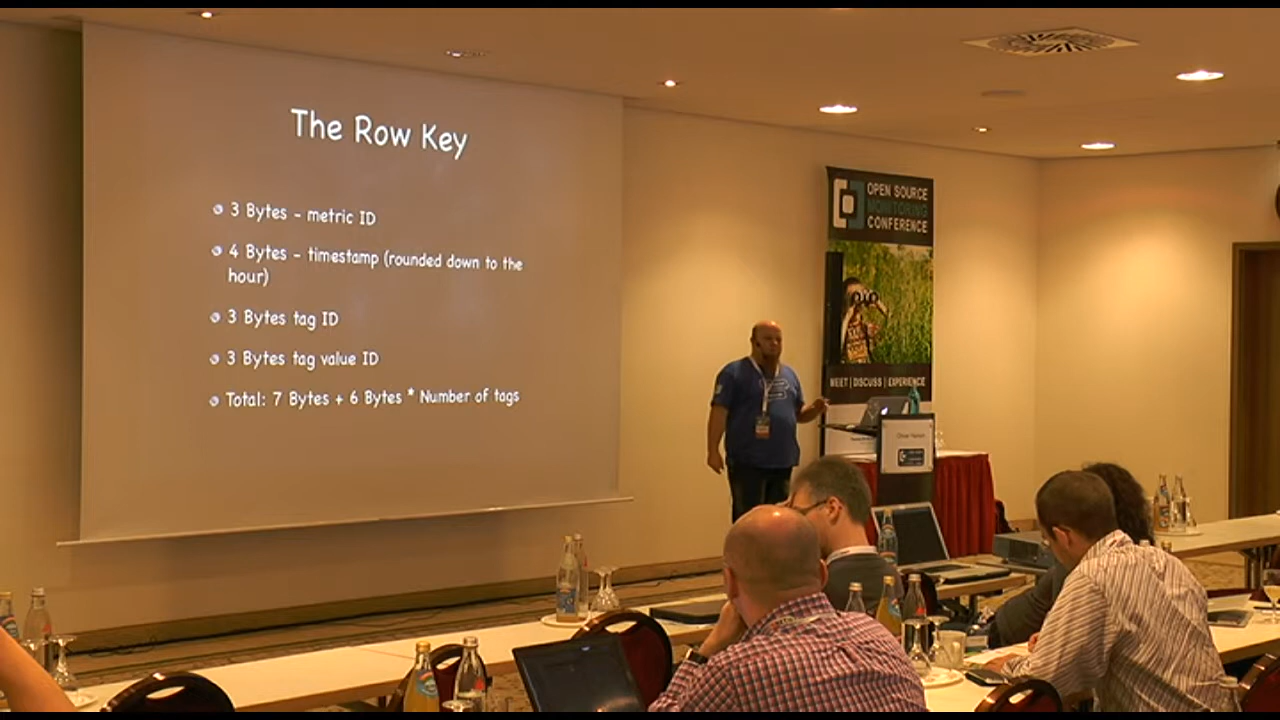 The Row Key
3 Bytes - metric ID
4 Bytes - timestamp (rounded down to the
hour)
3 Bytes tag ID
3 Bytes tag value ID
Total: 7 Bytes + 6 Bytes * Number of tags
OPEN SOURCE
MONITORING
CONFERENCE
MEET | DISCUSS | EXPERIENCE